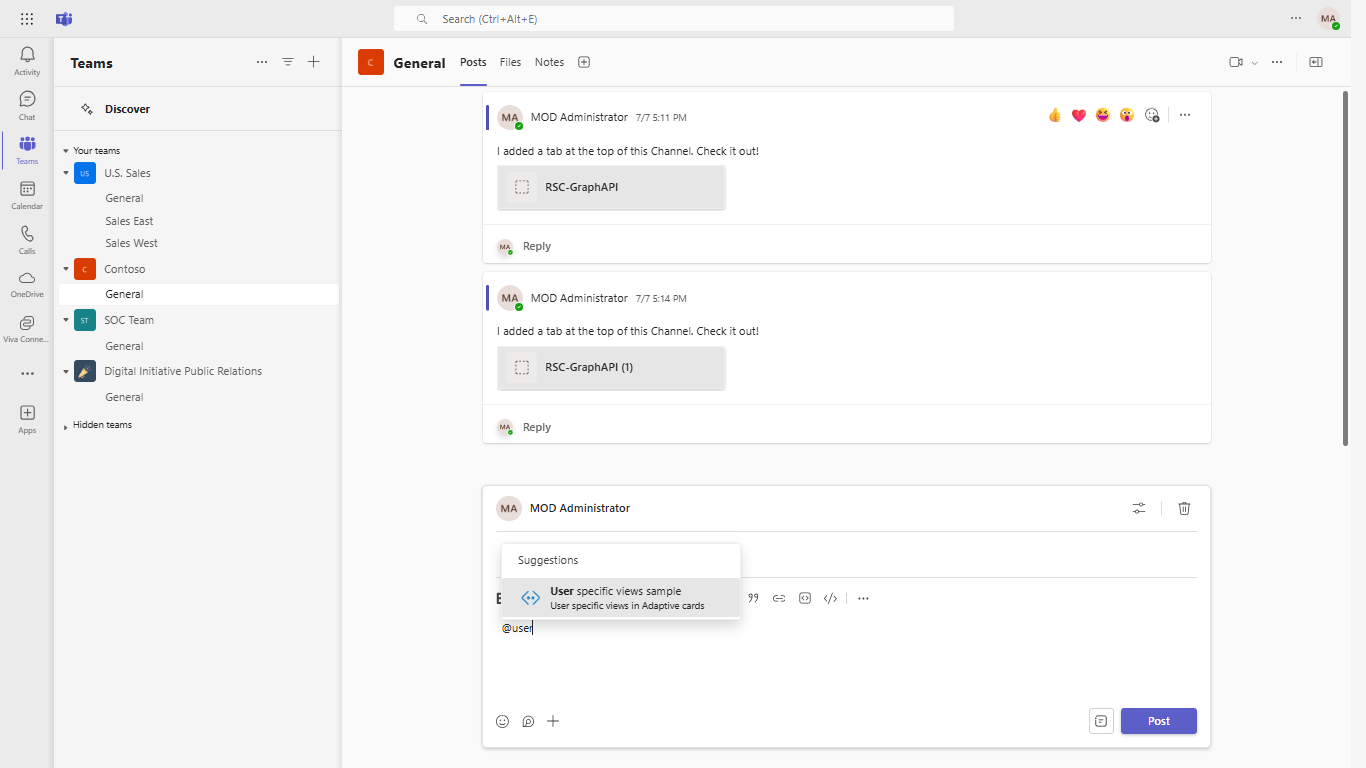 Search (Ctrl+Alt+E)
MA
Activity
Chat
Teams
Calendar
Calls
OneDrive
Viva Conne...
Apps
Teams
Discover
Your teams
US U.S. Sales
General
Sales East
Sales West
C Contoso
General
ST SOC Team
General
Digital Initiative Public Relations
General
Hidden teams
C General Posts Files Notes
MA MOD Administrator 7/7 5:11 PM
I added a tab at the top of this Channel. Check it out!
RSC-GraphAPI
MA Reply
MA MOD Administrator 7/7 5:14 PM
I added a tab at the top of this Channel. Check it out!
RSC-GraphAPI (1)
MA Reply
MA MOD Administrator
Suggestions
User specific views sample
User specific views in Adaptive cards
@user
Post